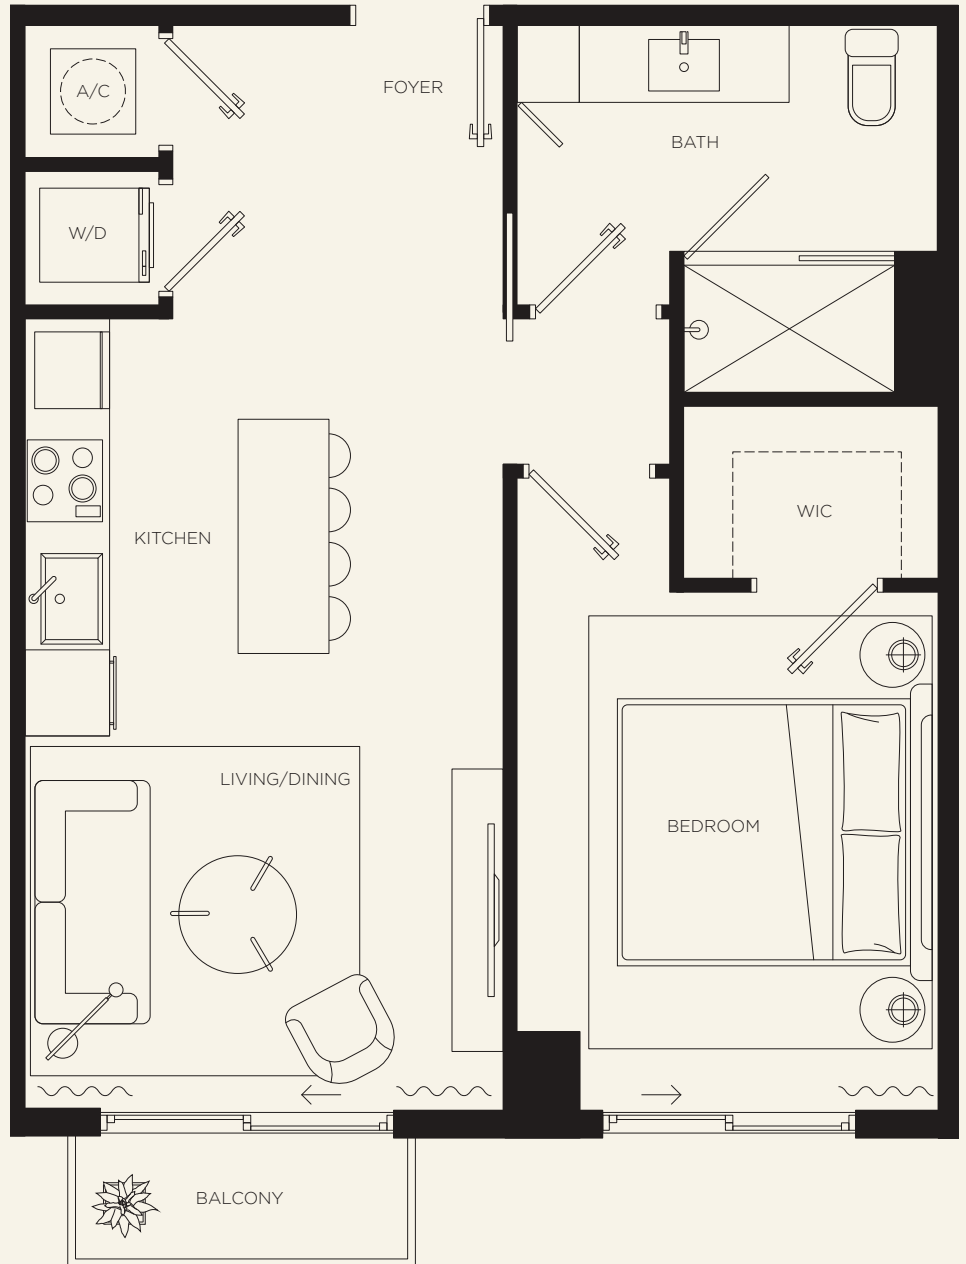 A/C
FOYER
BATH
W/D
WIC
KITCHEN
LIVING/DINING
BEDROOM
BALCONY